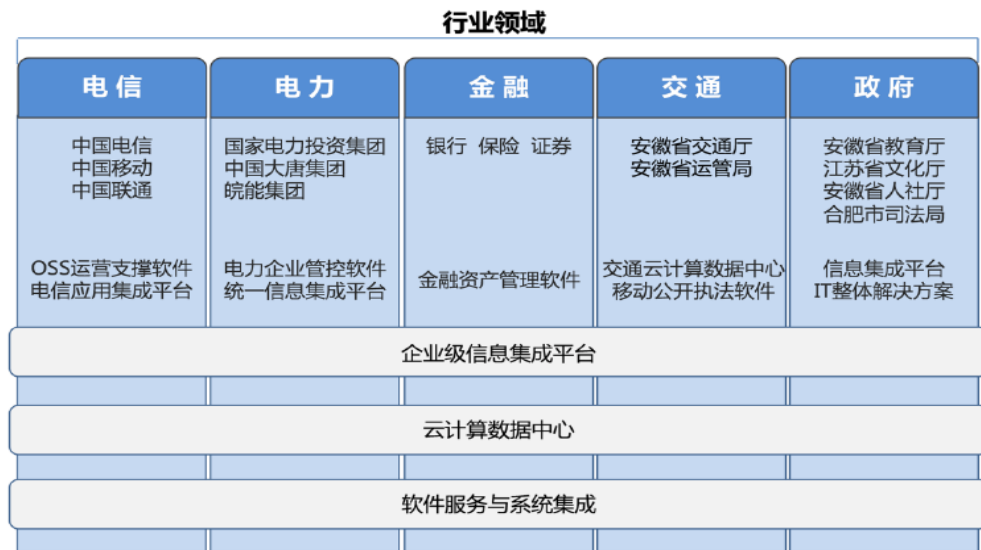 行业领域
电信
电力
金融
交通
政府
中国电信
中国移动
中国联通
国家电力投资集团
中国大唐集团
皖能集团
银行 保险 证券
安徽省交通厅
安徽省运管局
安徽省教育厅
江苏省文化厅
安徽省人社厅
合肥市司法局
OSS运营支撑软件
电信应用集成平台
电力企业管控软件
统一信息集成平台
金融资产管理软件
交通云计算数据中心
移动公开执法软件
信息集成平台
IT整体解决方案
企业级信息集成平台
云计算数据中心
软件服务与系统集成